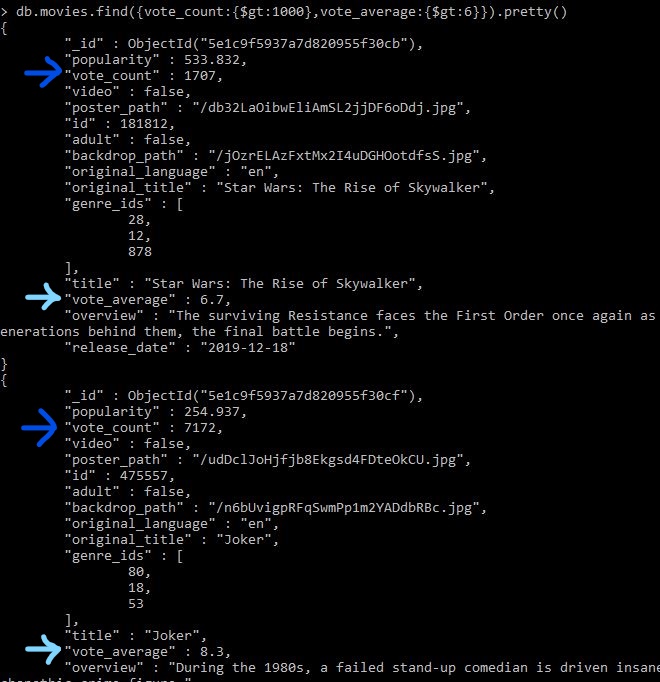 > db.movies.find({vote_count:{$gt:1000},vote_average:{$gt:6}}).pretty()
{
"_id" : ObjectId("5e1c9f5937a7d820955f30cb"),
"popularity" : 533.832,
"vote_count" : 1707,
"video" : false,
"poster_path" : "/db32LaOibwEliAmSL2jjDF6oDdj.jpg",
"id" : 181812,
"adult" : false,
"backdrop_path" : "/jOzrELAzFxtMx2I4uDGHOotdfsS.jpg",
"original_language" : "en",
"original_title" : "Star Wars: The Rise of Skywalker",
"genre_ids" : [
28,
12,
878
],
"title" : "Star Wars: The Rise of Skywalker",
"vote_average" : 6.7,
"overview" : "The surviving Resistance faces the First Order once again as
enerations behind them, the final battle begins.",
"release_date" : "2019-12-18"
}
{
"_id" : ObjectId("5e1c9f5937a7d820955f30cf"),
"popularity" : 254.937,
"vote_count" : 7172,
"video" : false,
"poster_path" : "/udDclJoHjfjb8Ekgsd4FDteOkCU.jpg",
"id" : 475557,
"adult" : false,
"backdrop_path" : "/n6bUvigpRFqSwmPp1m2YADdbRBc.jpg",
"original_language" : "en",
"original_title" : "Joker",
"genre_ids" : [
80,
18,
53
],
"title" : "Joker",
"vote_average" : 8.3,
"overview" : "During the 1980s, a failed stand-up comedian is driven insane